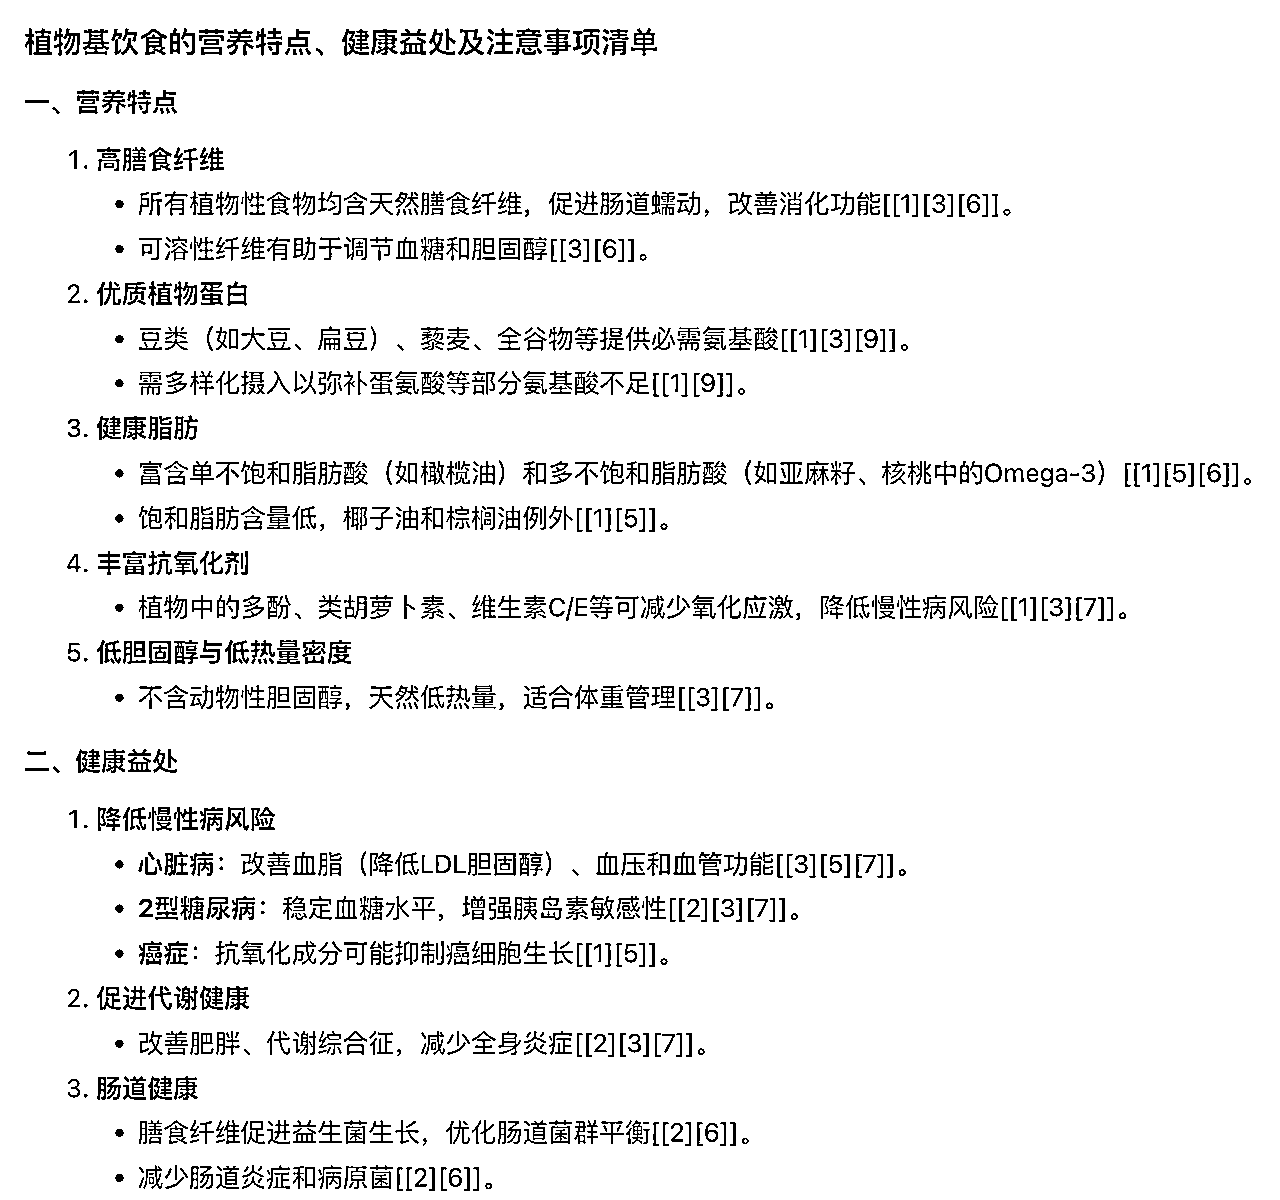 植物基饮食的营养特点、健康益处及注意事项清单
一、营养特点
1. 高膳食纤维
• 所有植物性食物均含天然膳食纤维，促进肠道蠕动，改善消化功能[[1][3][6]]。
• 可溶性纤维有助于调节血糖和胆固醇[[3][6]]。
2. 优质植物蛋白
• 豆类（如大豆、扁豆）、藜麦、全谷物等提供必需氨基酸[[1][3][9]]。
• 需多样化摄入以弥补蛋氨酸等部分氨基酸不足[[1][9]]。
3. 健康脂肪
• 富含单不饱和脂肪酸（如橄榄油）和多不饱和脂肪酸（如亚麻籽、核桃中的Omega-3）[[1][5][6]]。
• 饱和脂肪含量低，椰子油和棕榈油例外[[1][5]]。
4. 丰富抗氧化剂
• 植物中的多酚、类胡萝卜素、维生素C/E等可减少氧化应激，降低慢性病风险[[1][3][7]]。
5. 低胆固醇与低热量密度
• 不含动物性胆固醇，天然低热量，适合体重管理[[3][7]]。
二、健康益处
1. 降低慢性病风险
• 心脏病：改善血脂（降低LDL胆固醇）、血压和血管功能[[3][5][7]]。
• 2型糖尿病：稳定血糖水平，增强胰岛素敏感性[[2][3][7]]。
• 癌症：抗氧化成分可能抑制癌细胞生长[[1][5]]。
2. 促进代谢健康
• 改善肥胖、代谢综合征，减少全身炎症[[2][3][7]]。
3. 肠道健康
• 膳食纤维促进益生菌生长，优化肠道菌群平衡[[2][6]]。
• 减少肠道炎症和病原菌[[2][6]]。